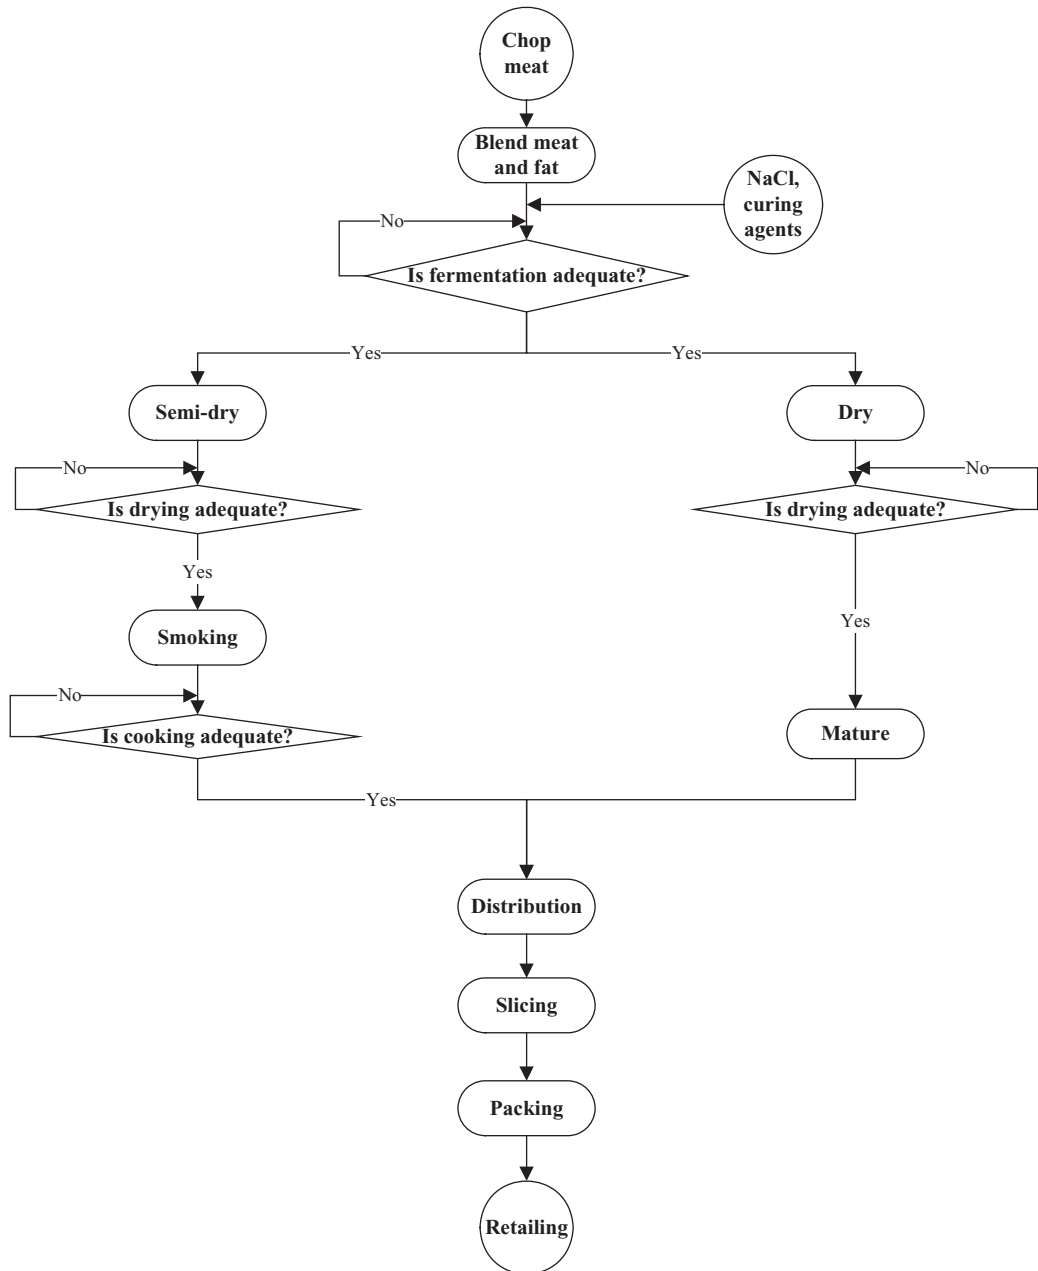 Chop
meat
Blend meat
and fat
NaCl,
curing
agents
No
Is fermentation adequate?
Yes
Yes
Semi-dry
Dry
No
No
Is drying adequate?
Is drying adequate?
Yes
Yes
Smoking
No
Is cooking adequate?
Mature
Yes
Distribution
Slicing
Packing
Retailing